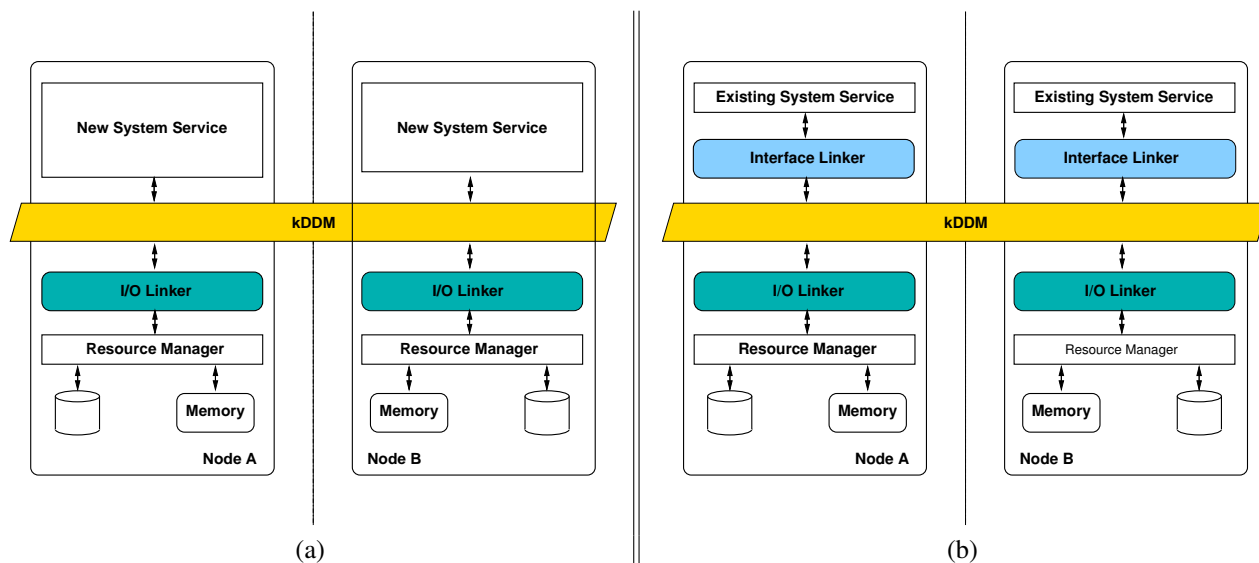 New System Service
New System Service
kDDM
I/O Linker
I/O Linker
Resource Manager
Resource Manager
Memory
Memory
Node A
Node B
(a)
Existing System Service
Existing System Service
Interface Linker
Interface Linker
kDDM
I/O Linker
I/O Linker
Resource Manager
Resource Manager
Memory
Memory
Node A
Node B
(b)